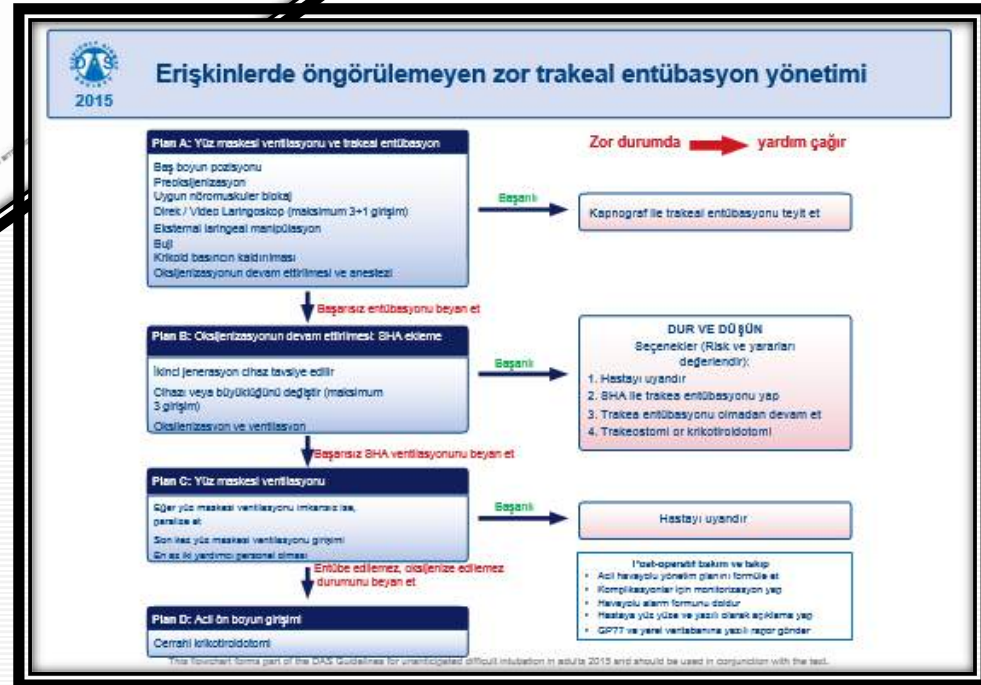 DAS
2015
Erişkinlerde öngörülemeyen zor trakeal entübasyon yönetimi
Zor durumda yardım çağır
Plan A: Yüz maskesi ventilasyonu ve trakeal entübasyon
Baş boyun pozisyonu
Preoksijenizasyon
Uygun nöromuskuler blokaj
Direk / Video Laringoskop (maksimum 3+1 girişim)
Eksternal laringeal manipülasyon
Buji
Krikoid basıncın kaldırılması
Oksijenizasyonun devam ettirilmesi ve anestezi
Başarılı
Kapnograf ile trakeal entübasyonu teyit et
Başarısız entübasyonu beyan et
Plan B: Oksijenizasyonun devam ettirilmesi: SHA ekleme
İkinci jenerasyon cihaz tavsiye edilir
Cihazı veya büyüklüğünü değiştir (maksimum
3 girişim)
Oksijenizasyon ve ventilasyon
Başarılı
DUR VE DÜŞÜN
Seçenekler (Risk ve yararları
değerlendir):
1. Hastayı uyandır
2. SHA ile trakea entübasyonu yap
3. Trakea entübasyonu olmadan devam et
4. Trakeostomi or krikotiroidotomi
Başarısız SHA ventilasyonunu beyan et
Plan C: Yüz maskesi ventilasyonu
Eğer yüz maskesi ventilasyonu imkansız ise,
paralize et
Son kez yüz maskesi ventilasyonu girişimi
En az iki yardımcı personel olması
Başarılı
Hastayı uyandır
Entübe edilemez, oksijenize edilemez
durumunu beyan et
Plan D: Acil ön boyun girişimi
Cerrahi krikotiroidotomi
Post-operatif bakım ve takip
• Acil havayolu yönetim planını formüle et
• Komplikasyonlar için monitorizasyon yap
• Havayolu alarm formunu doldur
• Hastaya yüz yüze ve yazılı olarak açıklama yap
• GP77 ve yerel veritabanına yazılı rapor gönder
This flowchart forms part of the DAS Guidelines for unanticipated difficult intubation in adults 2015 and should be used in conjunction with the text.